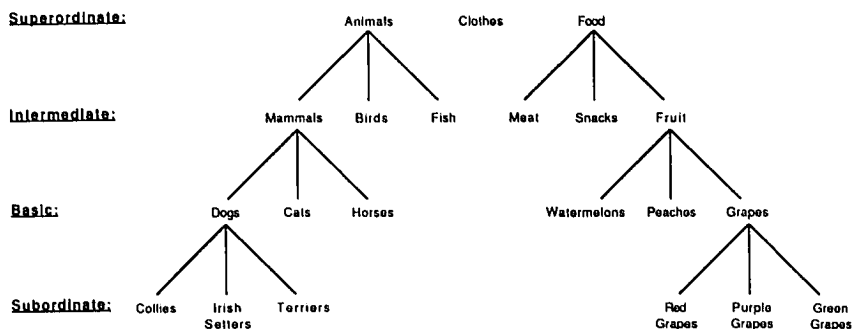 Superordinate: Animals Clothes Food
Intermediate: Mammals Birds Fish Meat Snacks Fruit
Basic: Dogs Cats Horses Watermelons Peaches Grapes
Subordinate: Collies Irish Terriers Red Purple Green
Setters Grapes Grapes Grapes